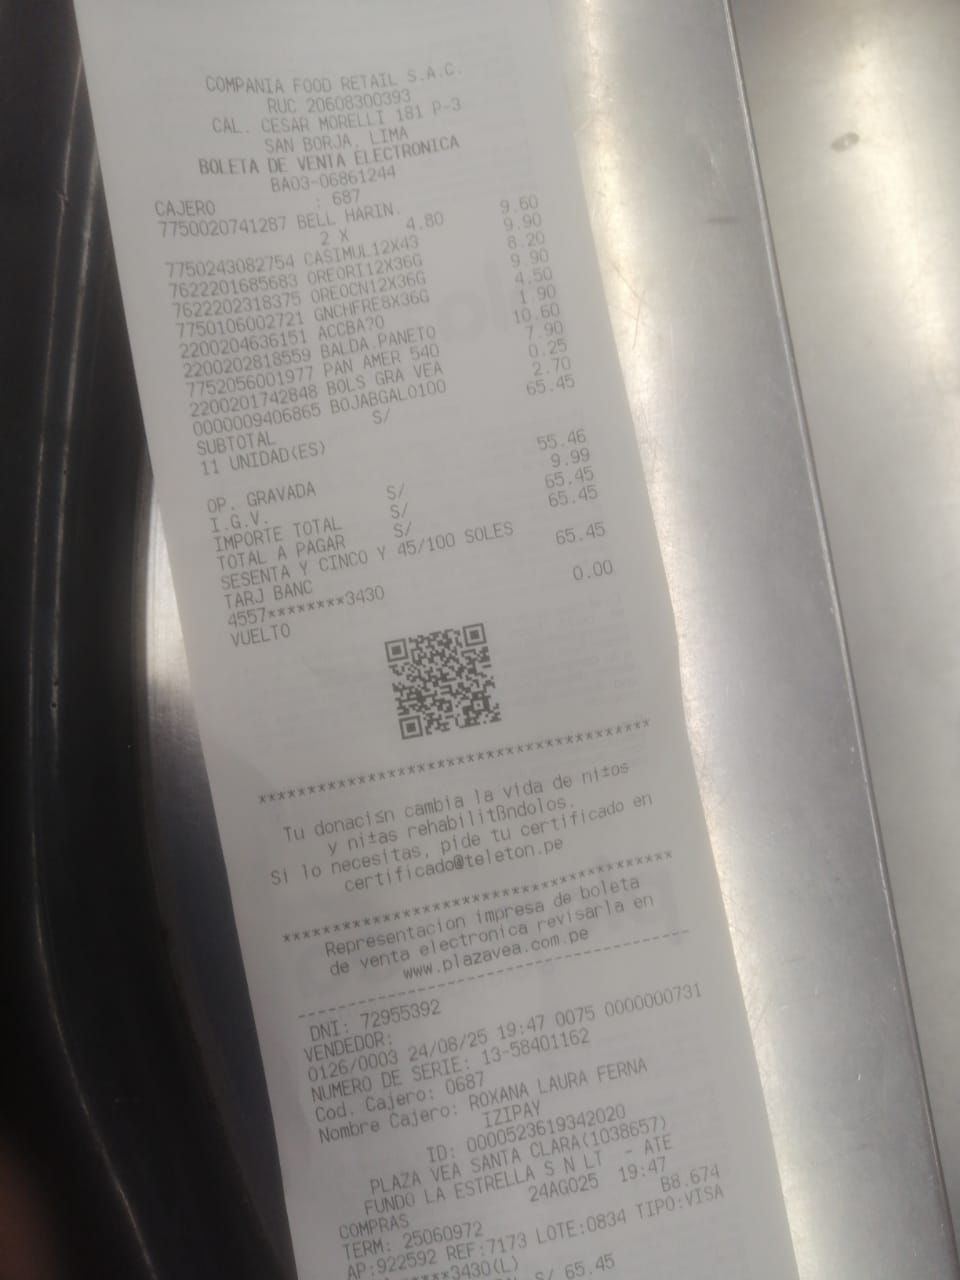 COMPANIA FOOD RETAIL S.A.C.
RUC 20608300393
CAL. CESAR MORELLI 181 P-3
SAN BORJA, LIMA
BOLETA DE VENTA ELECTRONICA
BA03-06861244
CAJERO : 687
7750020741287 BELL HARIN. 9.60
2 X 4.80
7750243082754 CASIMUL12X43 9.90
7622201685683 OREORI12X36G 8.20
7622202318375 OREOCN12X36G 9.90
7750106002721 GNCHFRE8X36G 4.50
2200204636151 ACCBA?O 1.90
2200202818559 BALDA.PANETO 10.60
7752056001977 PAN AMER 540 7.90
2200201742848 BOLS GRA VEA 0.25
0000009406865 BOJABGALO100 2.70
SUBTOTAL S/ 65.45
11 UNIDAD(ES)
OP. GRAVADA S/ 55.46
I.G.V. S/ 9.99
IMPORTE TOTAL S/ 65.45
TOTAL A PAGAR 65.45
SESENTA Y CINCO Y 45/100 SOLES
TARJ BANC 65.45
4557********3430
VUELTO 0.00
****************************************
Tu donaci≤n cambia la vida de ni±os
y ni±as rehabilitßndolos.
Si lo necesitas, pide tu certificado en
certificado@teleton.pe
****************************************
Representacion impresa de boleta
de venta electronica revisarla en
www.plazavea.com.pe
----------------------------------------
DNI: 72955392
VENDEDOR:
0126/0003 24/08/25 19:47 0075 0000000731
NUMERO DE SERIE: 13-58401162
Cod. Cajero: 0687
Nombre Cajero: ROXANA LAURA FERNA
IZIPAY
ID: 0000523619342020
PLAZA VEA SANTA CLARA(1038657)
FUNDO LA ESTRELLA S N LT - ATE
24AGO25 19:47
COMPRAS B8.674
TERM: 25060972
AP:922592 REF:7173 LOTE:0834 TIPO:VISA
3430(L)
S/ 65.45